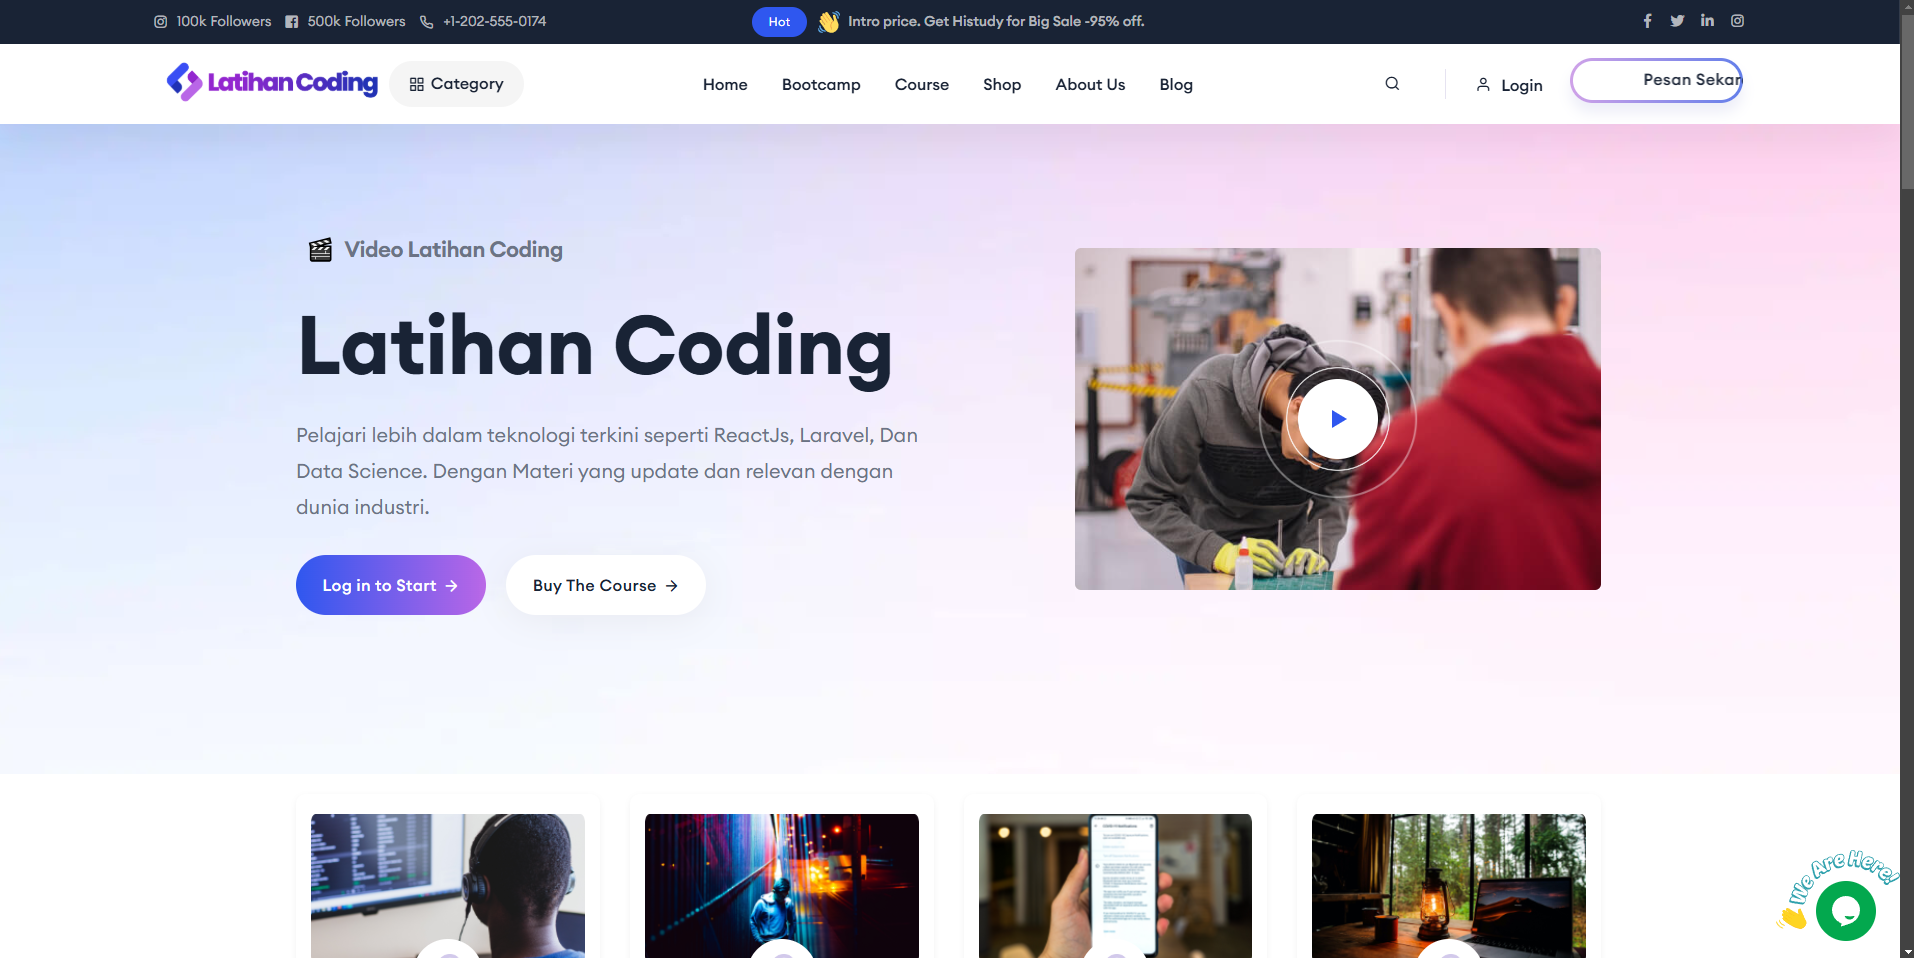 100k Followers 500k Followers +1-202-555-0174 Hot Intro price. Get Histudy for Big Sale -95% off.
Latihan Coding Category Home Bootcamp Course Shop About Us Blog Login Pesan Sekar
Video Latihan Coding
Latihan Coding
Pelajari lebih dalam teknologi terkini seperti ReactJs, Laravel, Dan
Data Science. Dengan Materi yang update dan relevan dengan
dunia industri.
Log in to Start Buy The Course
We Are Here!